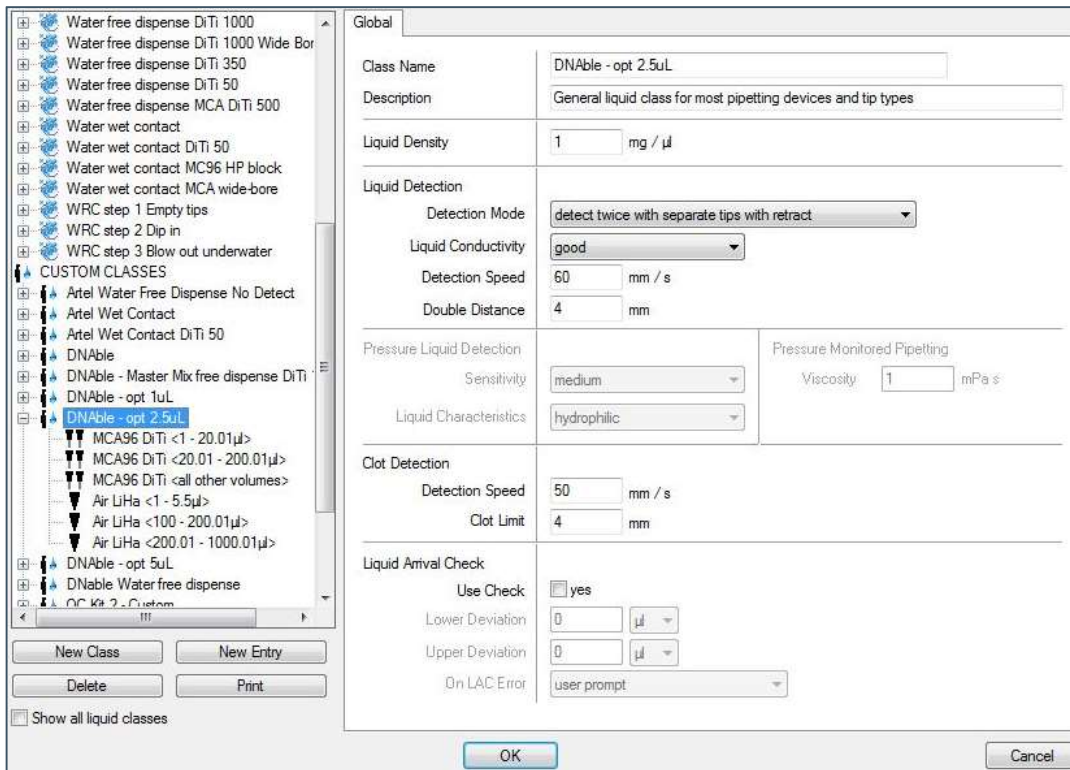 Water free dispense DiTi 1000
Water free dispense DiTi 1000 Wide Bor
Water free dispense DiTi 350
Water free dispense DiTi 50
Water free dispense MCA DiTi 500
Water wet contact
Water wet contact DiTi 50
Water wet contact MC96 HP block
Water wet contact MCA wide-bore
WRC step 1 Empty tips
WRC step 2 Dip in
WRC step 3 Blow out underwater
CUSTOM CLASSES
Artel Water Free Dispense No Detect
Artel Wet Contact
Artel Wet Contact DiTi 50
DNAble
DNAble - Master Mix free dispense DiTi
DNAble - opt 1uL
DNAble - opt 2.5uL
MCA96 DiTi <1 - 20.01µl>
MCA96 DiTi <20.01 - 200.01µl>
MCA96 DiTi <all other volumes>
Air LiHa <1 - 5.5µl>
Air LiHa <100 - 200.01µl>
Air LiHa <200.01 - 1000.01µl>
DNAble - opt 5uL
DNable Water free dispense
QC Kit 2 - Custom
New Class New Entry
Delete Print
Show all liquid classes
Global
Class Name DNAble - opt 2.5uL
Description General liquid class for most pipetting devices and tip types
Liquid Density 1 mg / µl
Liquid Detection
Detection Mode detect twice with separate tips with retract
Liquid Conductivity good
Detection Speed 60 mm / s
Double Distance 4 mm
Pressure Liquid Detection Pressure Monitored Pipetting
Sensitivity medium Viscosity 1 mPa s
Liquid Characteristics hydrophilic
Clot Detection
Detection Speed 50 mm / s
Clot Limit 4 mm
Liquid Arrival Check
Use Check yes
Lower Deviation 0 µl
Upper Deviation 0 µl
On LAC Error user prompt
OK Cancel